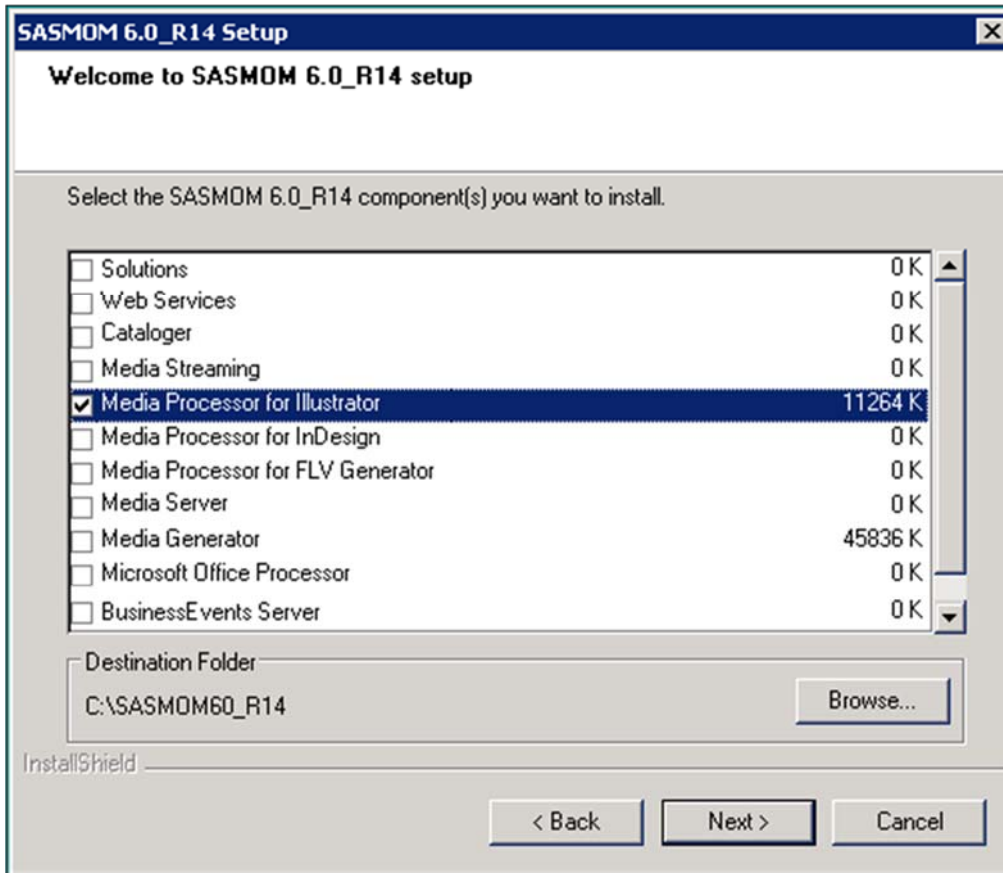 SASMOM 6.0_R14 Setup
Welcome to SASMOM 6.0_R14 setup
Select the SASMOM 6.0_R14 component(s) you want to install.
Solutions 0 K
Web Services 0 K
Cataloger 0 K
Media Streaming 0 K
Media Processor for Illustrator 11264 K
Media Processor for InDesign 0 K
Media Processor for FLV Generator 0 K
Media Server 0 K
Media Generator 45836 K
Microsoft Office Processor 0 K
BusinessEvents Server 0 K
Destination Folder
C:\SASMOM60_R14
Browse...
InstallShield
< Back Next > Cancel